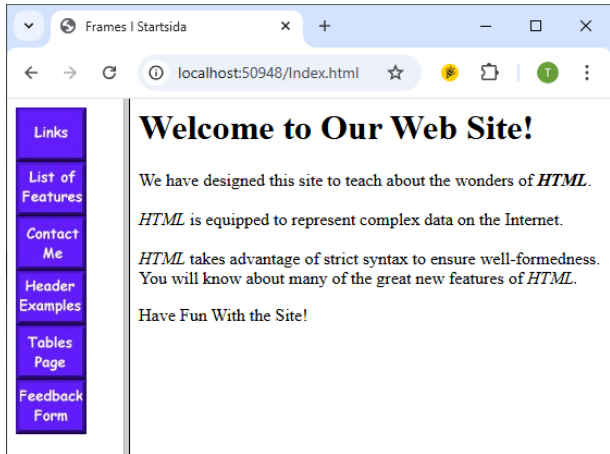 Frames I Startsida
localhost:50948/Index.html
T
Links
List of
Features
Contact
Me
Header
Examples
Tables
Page
Feedback
Form
Welcome to Our Web Site!
We have designed this site to teach about the wonders of HTML.
HTML is equipped to represent complex data on the Internet.
HTML takes advantage of strict syntax to ensure well-formedness.
You will know about many of the great new features of HTML.
Have Fun With the Site!